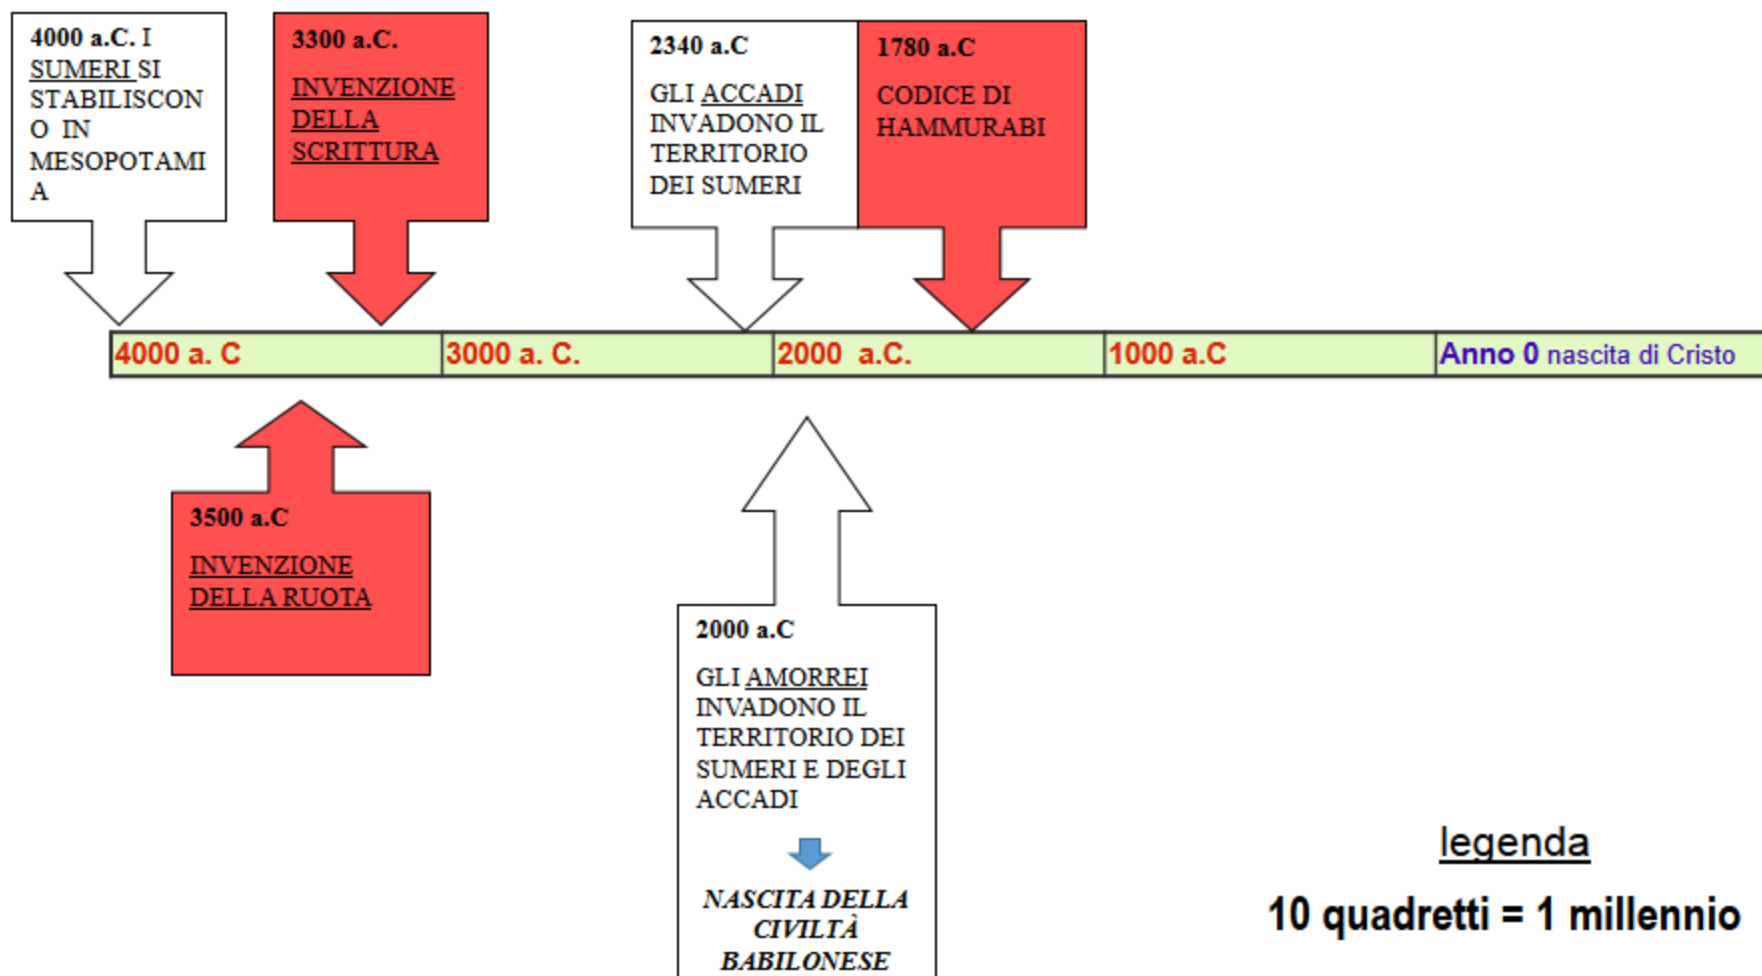 4000 a.C. I
SUMERI SI
STABILISCON
O IN
MESOPOTAMI
A
3300 a.C.
INVENZIONE
DELLA
SCRITTURA
2340 a.C
GLI ACCADI
INVADONO IL
TERRITORIO
DEI SUMERI
1780 a.C
CODICE DI
HAMMURABI
4000 a. C
3000 a. C.
2000 a.C.
1000 a.C
Anno 0 nascita di Cristo
3500 a.C
INVENZIONE
DELLA RUOTA
2000 a.C
GLI AMORREI
INVADONO IL
TERRITORIO DEI
SUMERI E DEGLI
ACCADI
NASCITA DELLA
CIVILTÀ
BABILONESE
legenda
10 quadretti = 1 millennio